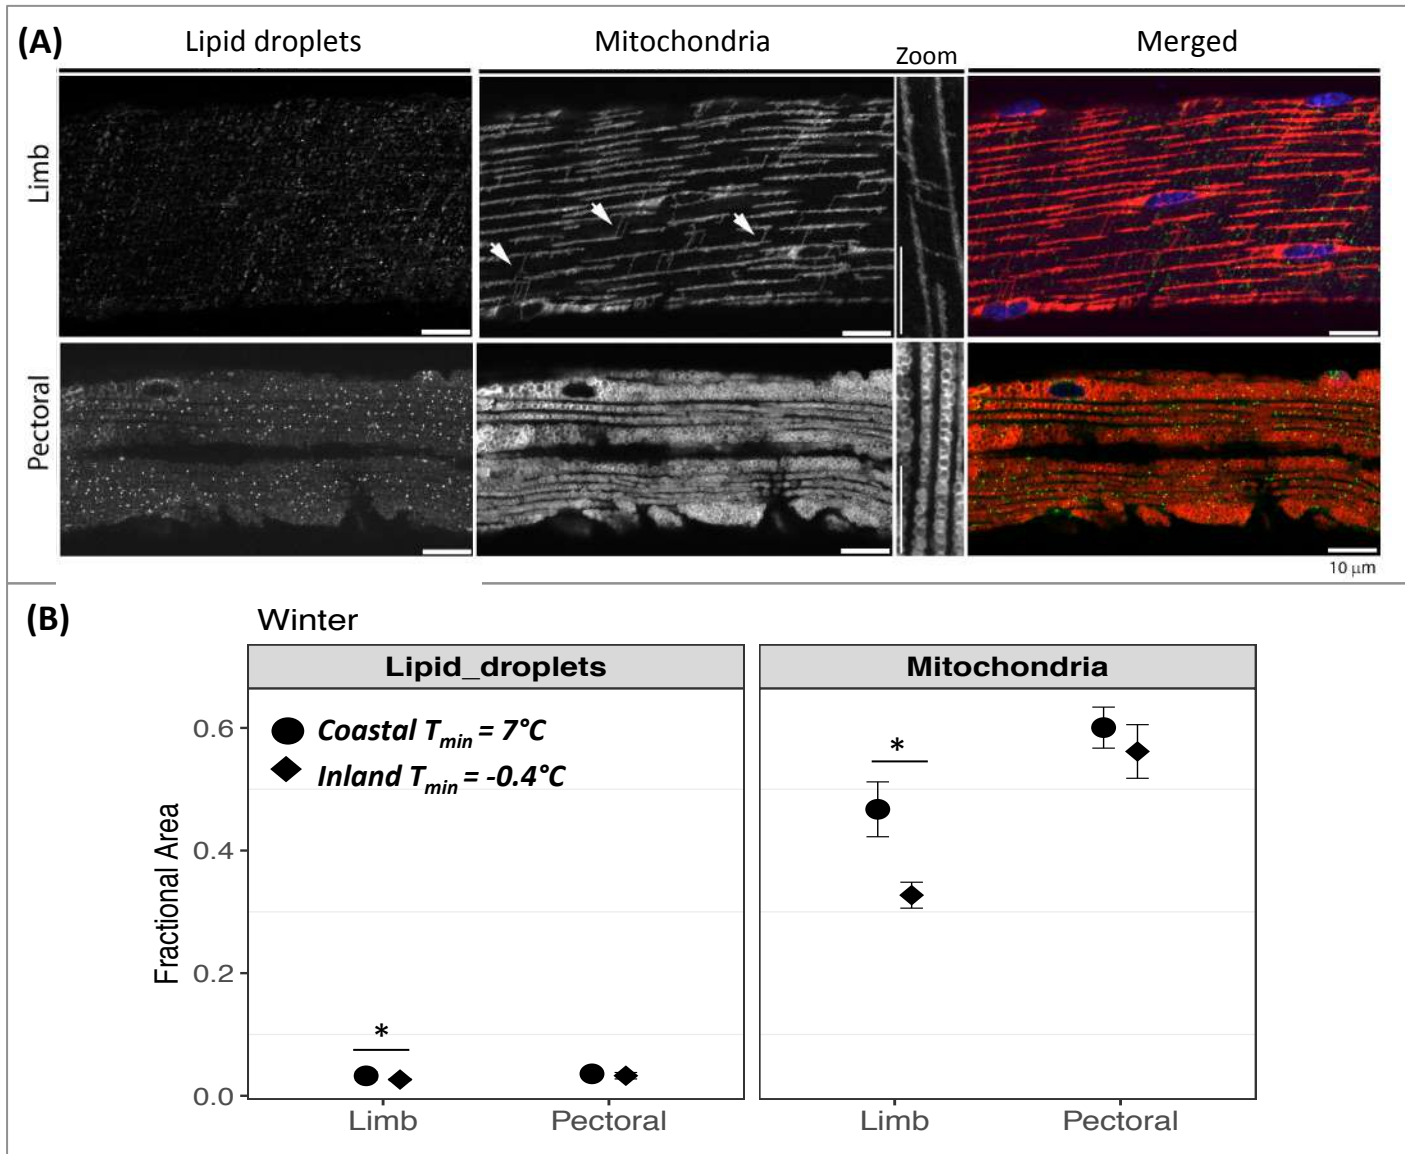 (A)
Lipid droplets
Mitochondria
Zoom
Merged
Limb
Pectoral
10 μm
(B)
Winter
Lipid_droplets
Mitochondria
Coastal Tmin = 7°C
Inland Tmin = -0.4°C
*
*
Fractional Area
0.6
0.4
0.2
0.0
Limb
Pectoral
Limb
Pectoral